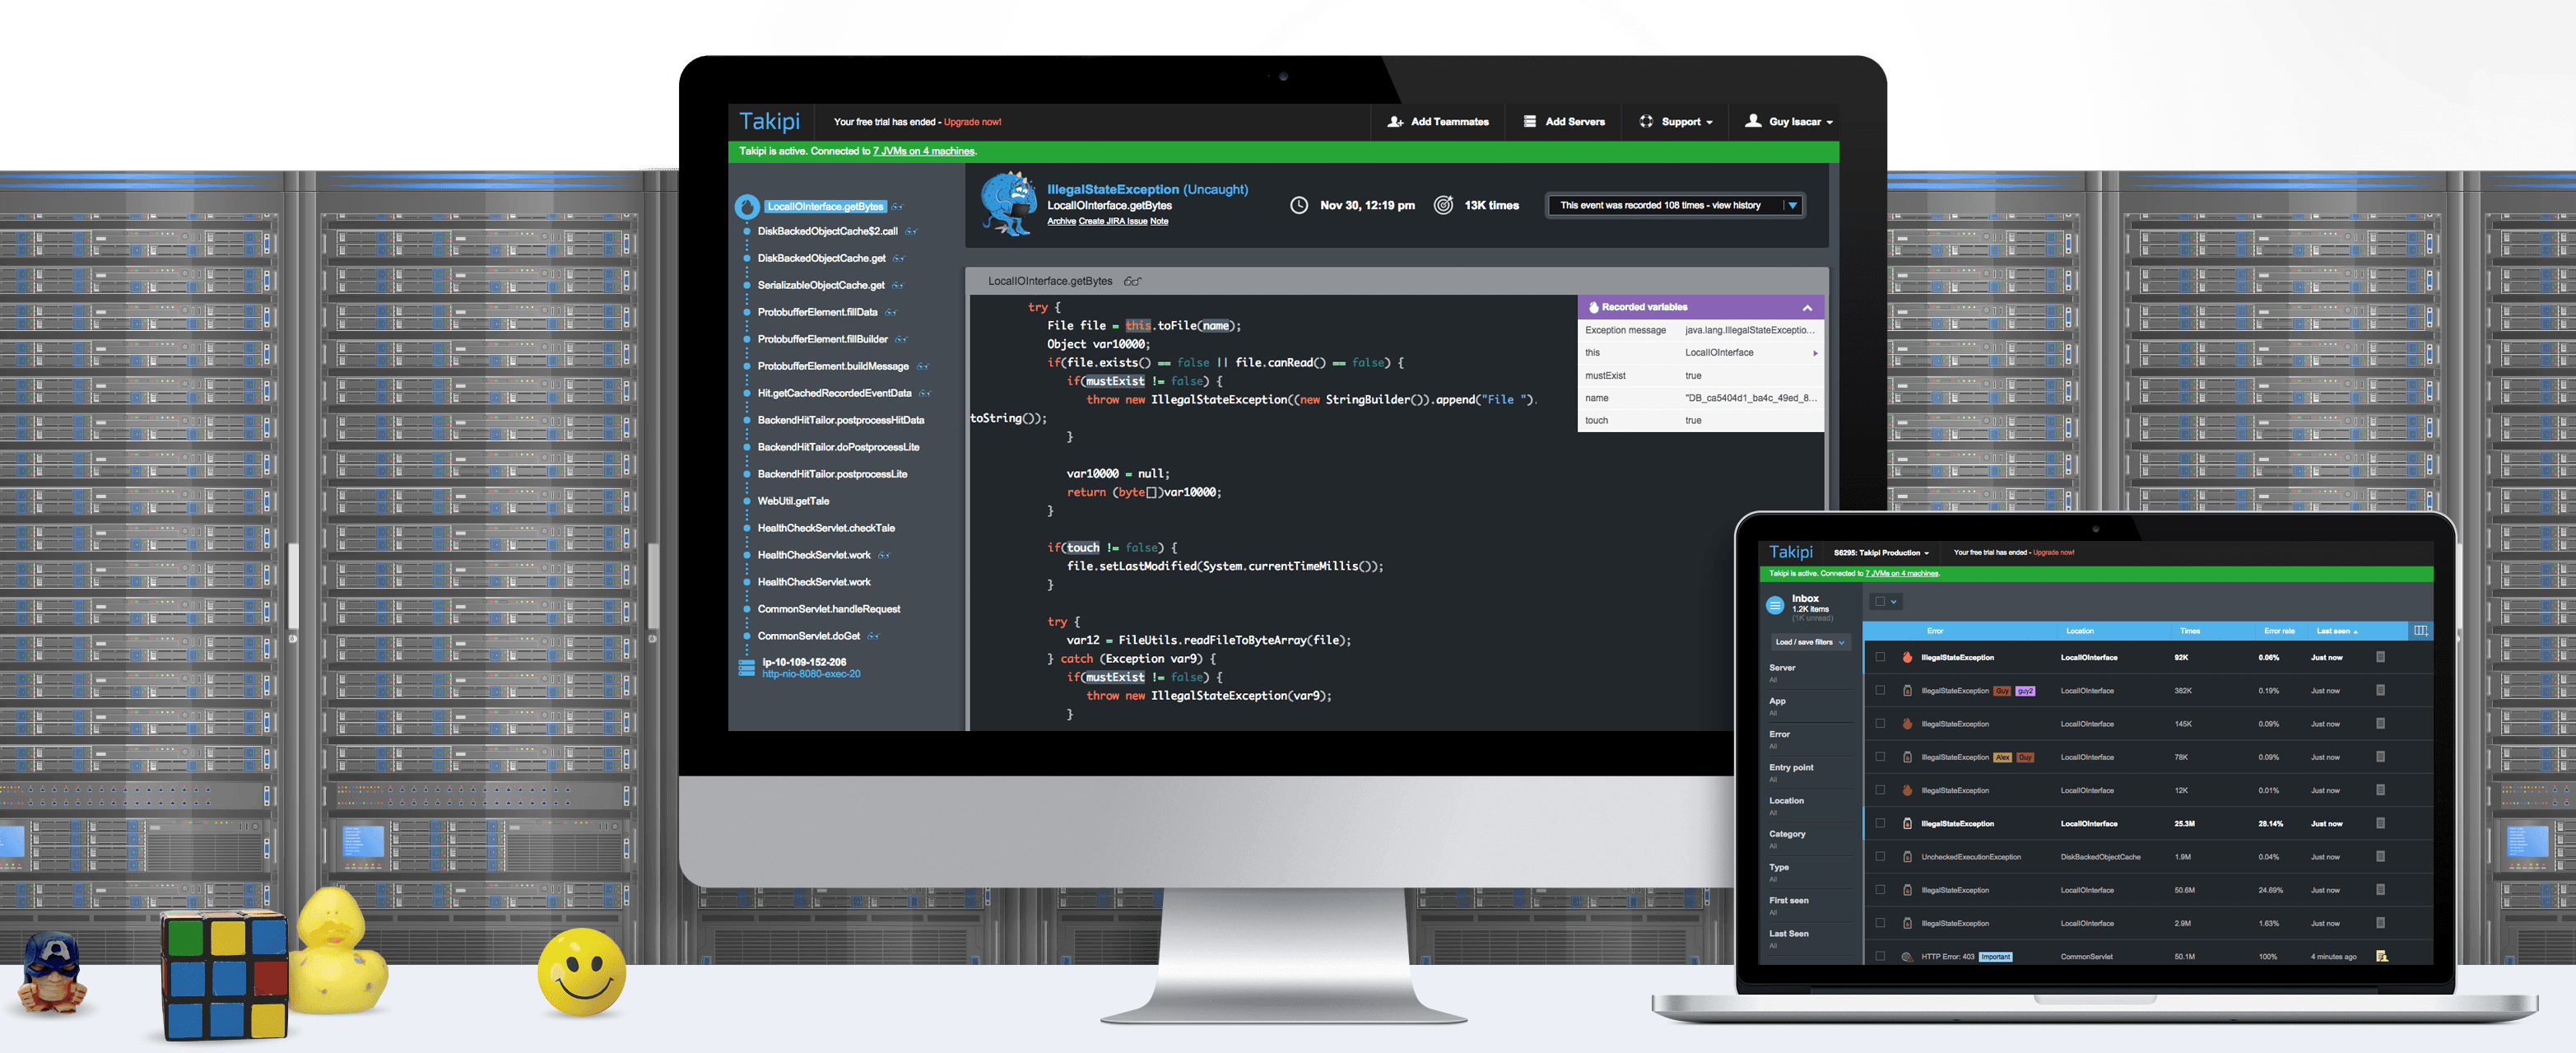 Takipi
Your free trial has ended - Upgrade now!
Add Teammates
Add Servers
Support
Guy Isacar
Takipi is active. Connected to 7 JVMs on 4 machines.
LocalIOInterface.getBytes
DiskBackedObjectCache$2.call
DiskBackedObjectCache.get
SerializableObjectCache.get
ProtobufferElement.fillData
ProtobufferElement.fillBuilder
ProtobufferElement.buildMessage
Hit.getCachedRecordedEventData
BackendHitTailor.postprocessHitData
BackendHitTailor.doPostprocessLite
BackendHitTailor.postprocessLite
WebUtil.getTale
HealthCheckServlet.checkTale
HealthCheckServlet.work
HealthCheckServlet.work
CommonServlet.handleRequest
CommonServlet.doGet
ip-10-109-152-206
http-nio-8080-exec-20
IllegalStateException (Uncaught)
LocalIOInterface.getBytes
Archive Create JIRA Issue Note
Nov 30, 12:19 pm
13K times
This event was recorded 108 times - view history
LocalIOInterface.getBytes
try {
File file = this.toFile(name);
Object var10000;
if(file.exists() == false || file.canRead() == false) {
if(mustExist != false) {
throw new IllegalStateException((new StringBuilder()).append("File ").
toString());
}
var10000 = null;
return (byte[])var10000;
}
if(touch != false) {
file.setLastModified(System.currentTimeMillis());
}
try {
var12 = FileUtils.readFileToByteArray(file);
} catch (Exception var9) {
if(mustExist != false) {
throw new IllegalStateException(var9);
}
Recorded variables
Exception message java.lang.IllegalStateExceptio...
this LocalIOInterface
mustExist true
name "DB_ca5404d1_ba4c_49ed_8...
touch true
Takipi
S6295: Takipi Production
Your free trial has ended - Upgrade now!
Takipi is active. Connected to 7 JVMs on 4 machines.
Inbox
1.2K items
(1K unread)
Load / save filters
Server
All
App
All
Error
All
Entry point
All
Location
All
Category
All
Type
All
First seen
All
Last Seen
All
Error Location Times Error rate Last seen
IllegalStateException LocalIOInterface 92K 0.06% Just now
IllegalStateException Guy guy2 LocalIOInterface 382K 0.19% Just now
IllegalStateException LocalIOInterface 145K 0.09% Just now
IllegalStateException Alex Guy LocalIOInterface 78K 0.09% Just now
IllegalStateException LocalIOInterface 12K 0.01% Just now
IllegalStateException LocalIOInterface 25.3M 28.14% Just now
UncheckedExecutionException DiskBackedObjectCache 1.9M 0.04% Just now
IllegalStateException LocalIOInterface 50.6M 24.69% Just now
IllegalStateException LocalIOInterface 2.9M 1.63% Just now
HTTP Error: 403 Important CommonServlet 50.1M 100% 4 minutes ago
A